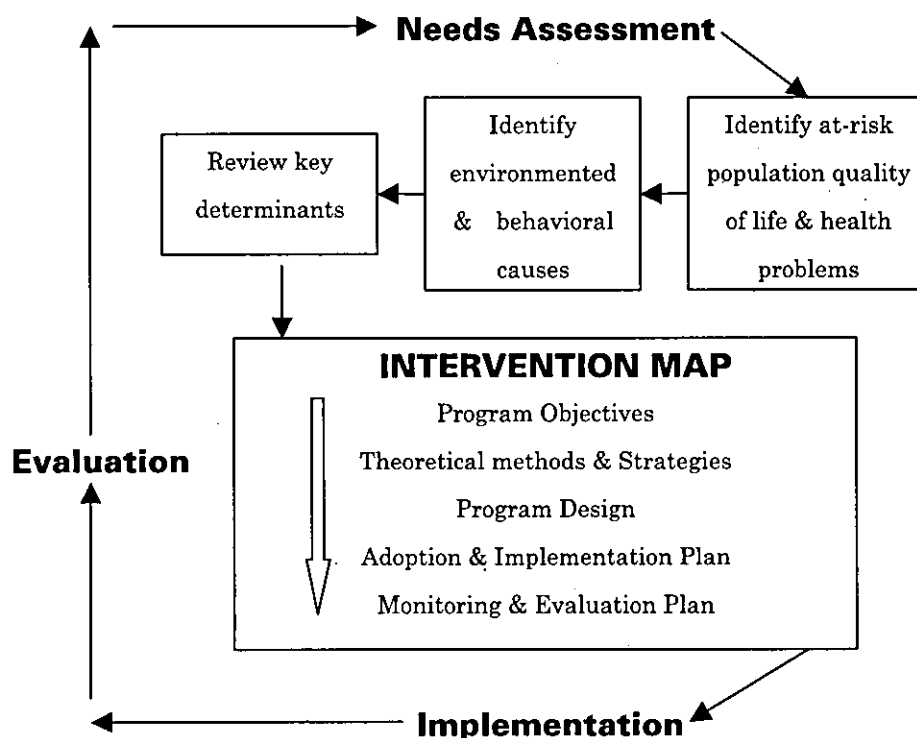 Needs Assessment
Identify at-risk
population quality
of life & health
problems
Identify
environmented
& behavioral
causes
Review key
determinants
INTERVENTION MAP
Program Objectives
Theoretical methods & Strategies
Program Design
Adoption & Implementation Plan
Monitoring & Evaluation Plan
Evaluation
Implementation